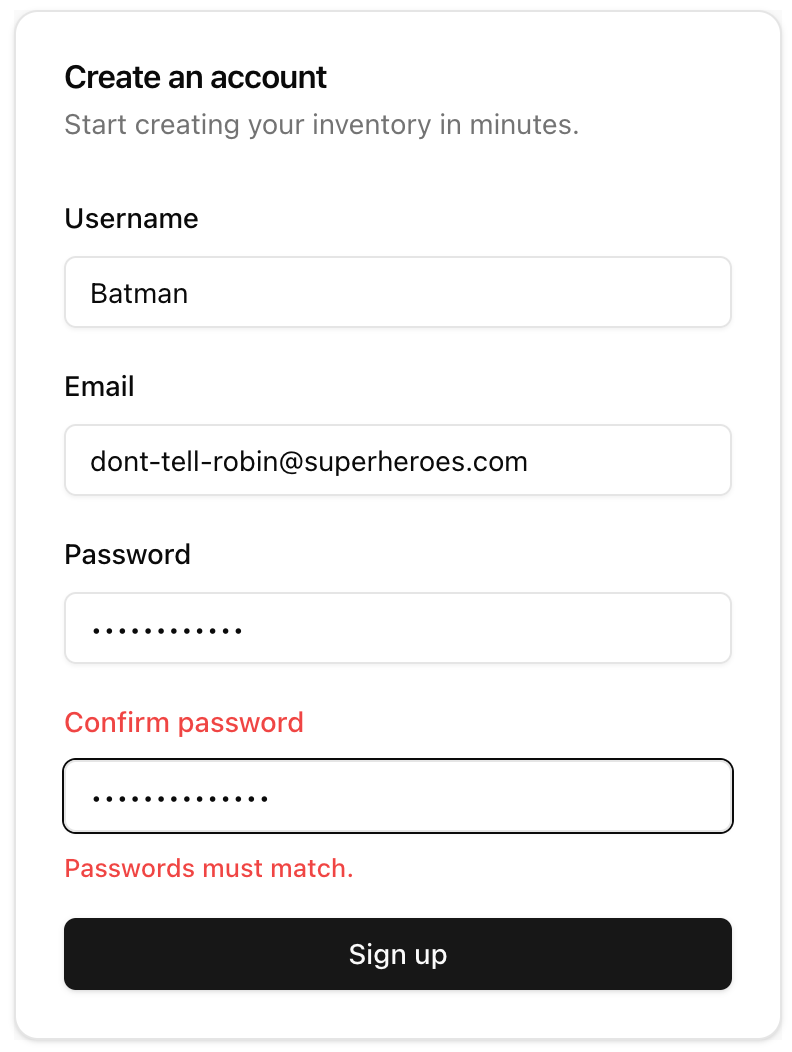 Create an account
Start creating your inventory in minutes.
Username
Batman
Email
dont-tell-robin@superheroes.com
Password
••••••••••••
Confirm password
••••••••••••••
Passwords must match.
Sign up